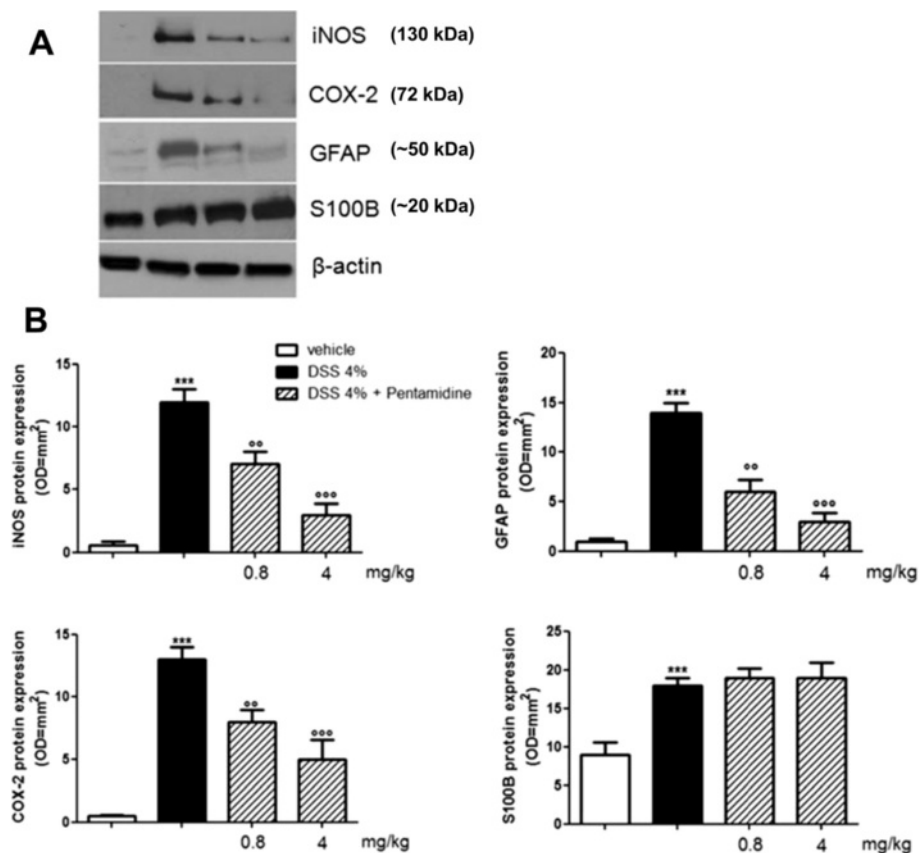 A
iNOS (130 kDa)
COX-2 (72 kDa)
GFAP (~50 kDa)
S100B (~20 kDa)
β-actin
B
vehicle
DSS 4%
DSS 4% + Pentamidine
iNOS protein expression
(OD=mm²)
15
10
5
0
***
°°
°°°
0.8 4 mg/kg
GFAP protein expression
(OD=mm²)
20
15
10
5
0
***
°°
°°°
0.8 4 mg/kg
COX-2 protein expression
(OD=mm²)
15
10
5
0
***
°°
°°°
0.8 4 mg/kg
S100B protein expression
(OD=mm²)
25
20
15
10
5
0
***
0.8 4 mg/kg